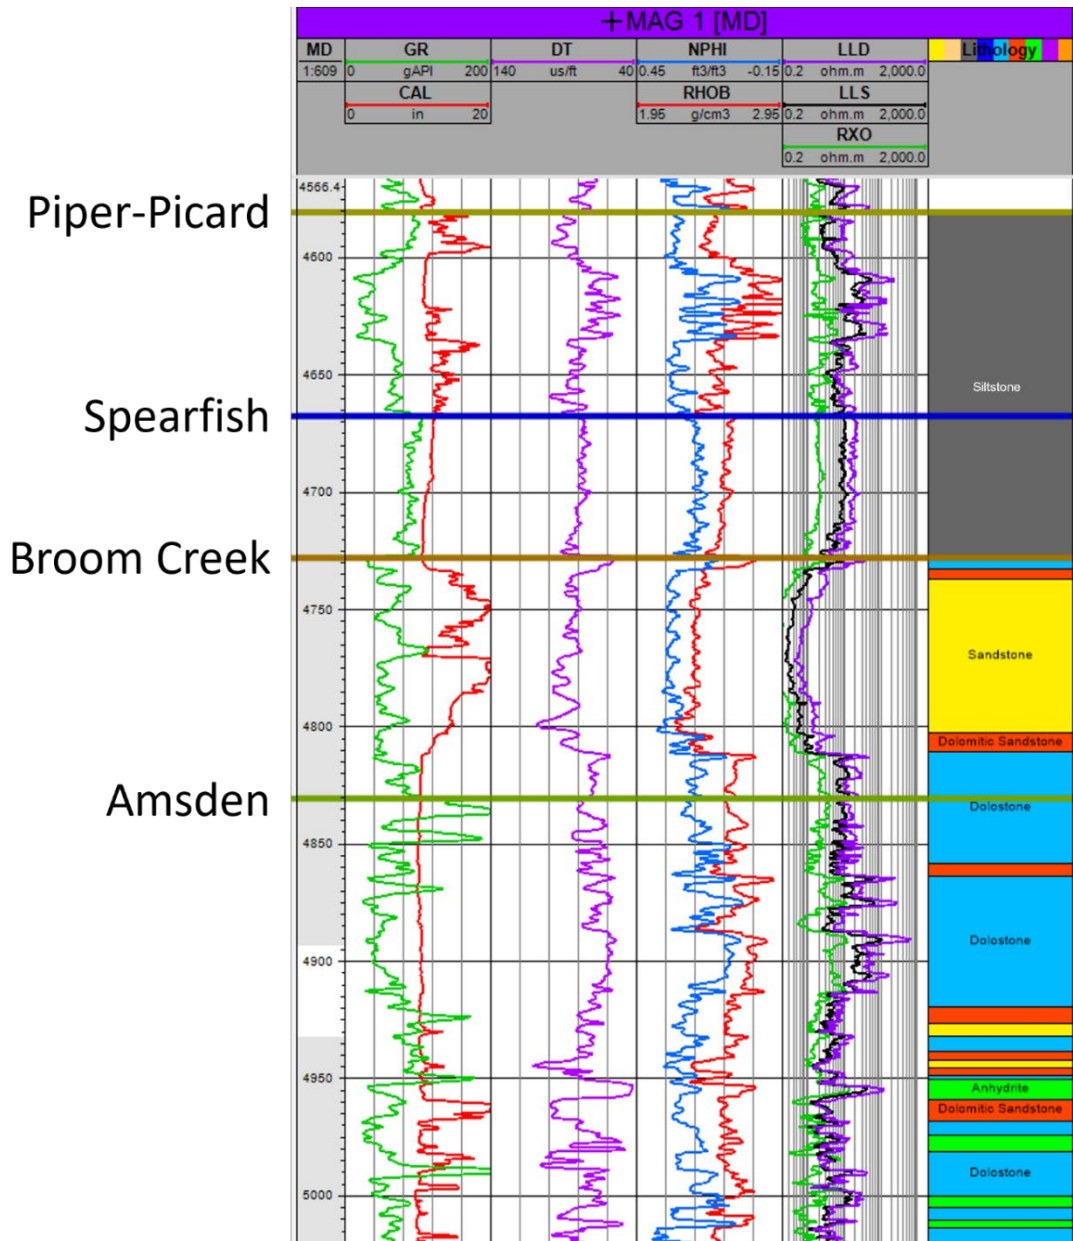 +MAG 1 [MD]
MD GR DT NPHI LLD Lithology
1:609 0 gAPI 200 140 us/ft 40 0.45 ft3/ft3 -0.15 0.2 ohm.m 2,000.0
CAL RHOB LLS
0 in 20 1.95 g/cm3 2.95 0.2 ohm.m 2,000.0
RXO
0.2 ohm.m 2,000.0
4566.4
Piper-Picard
4600
4650
Siltstone
Spearfish
4700
Broom Creek
4750
Sandstone
4800
Dolomitic Sandstone
Amsden
Dolostone
4850
Dolostone
4900
4950
Anhydrite
Dolomitic Sandstone
Dolostone
5000